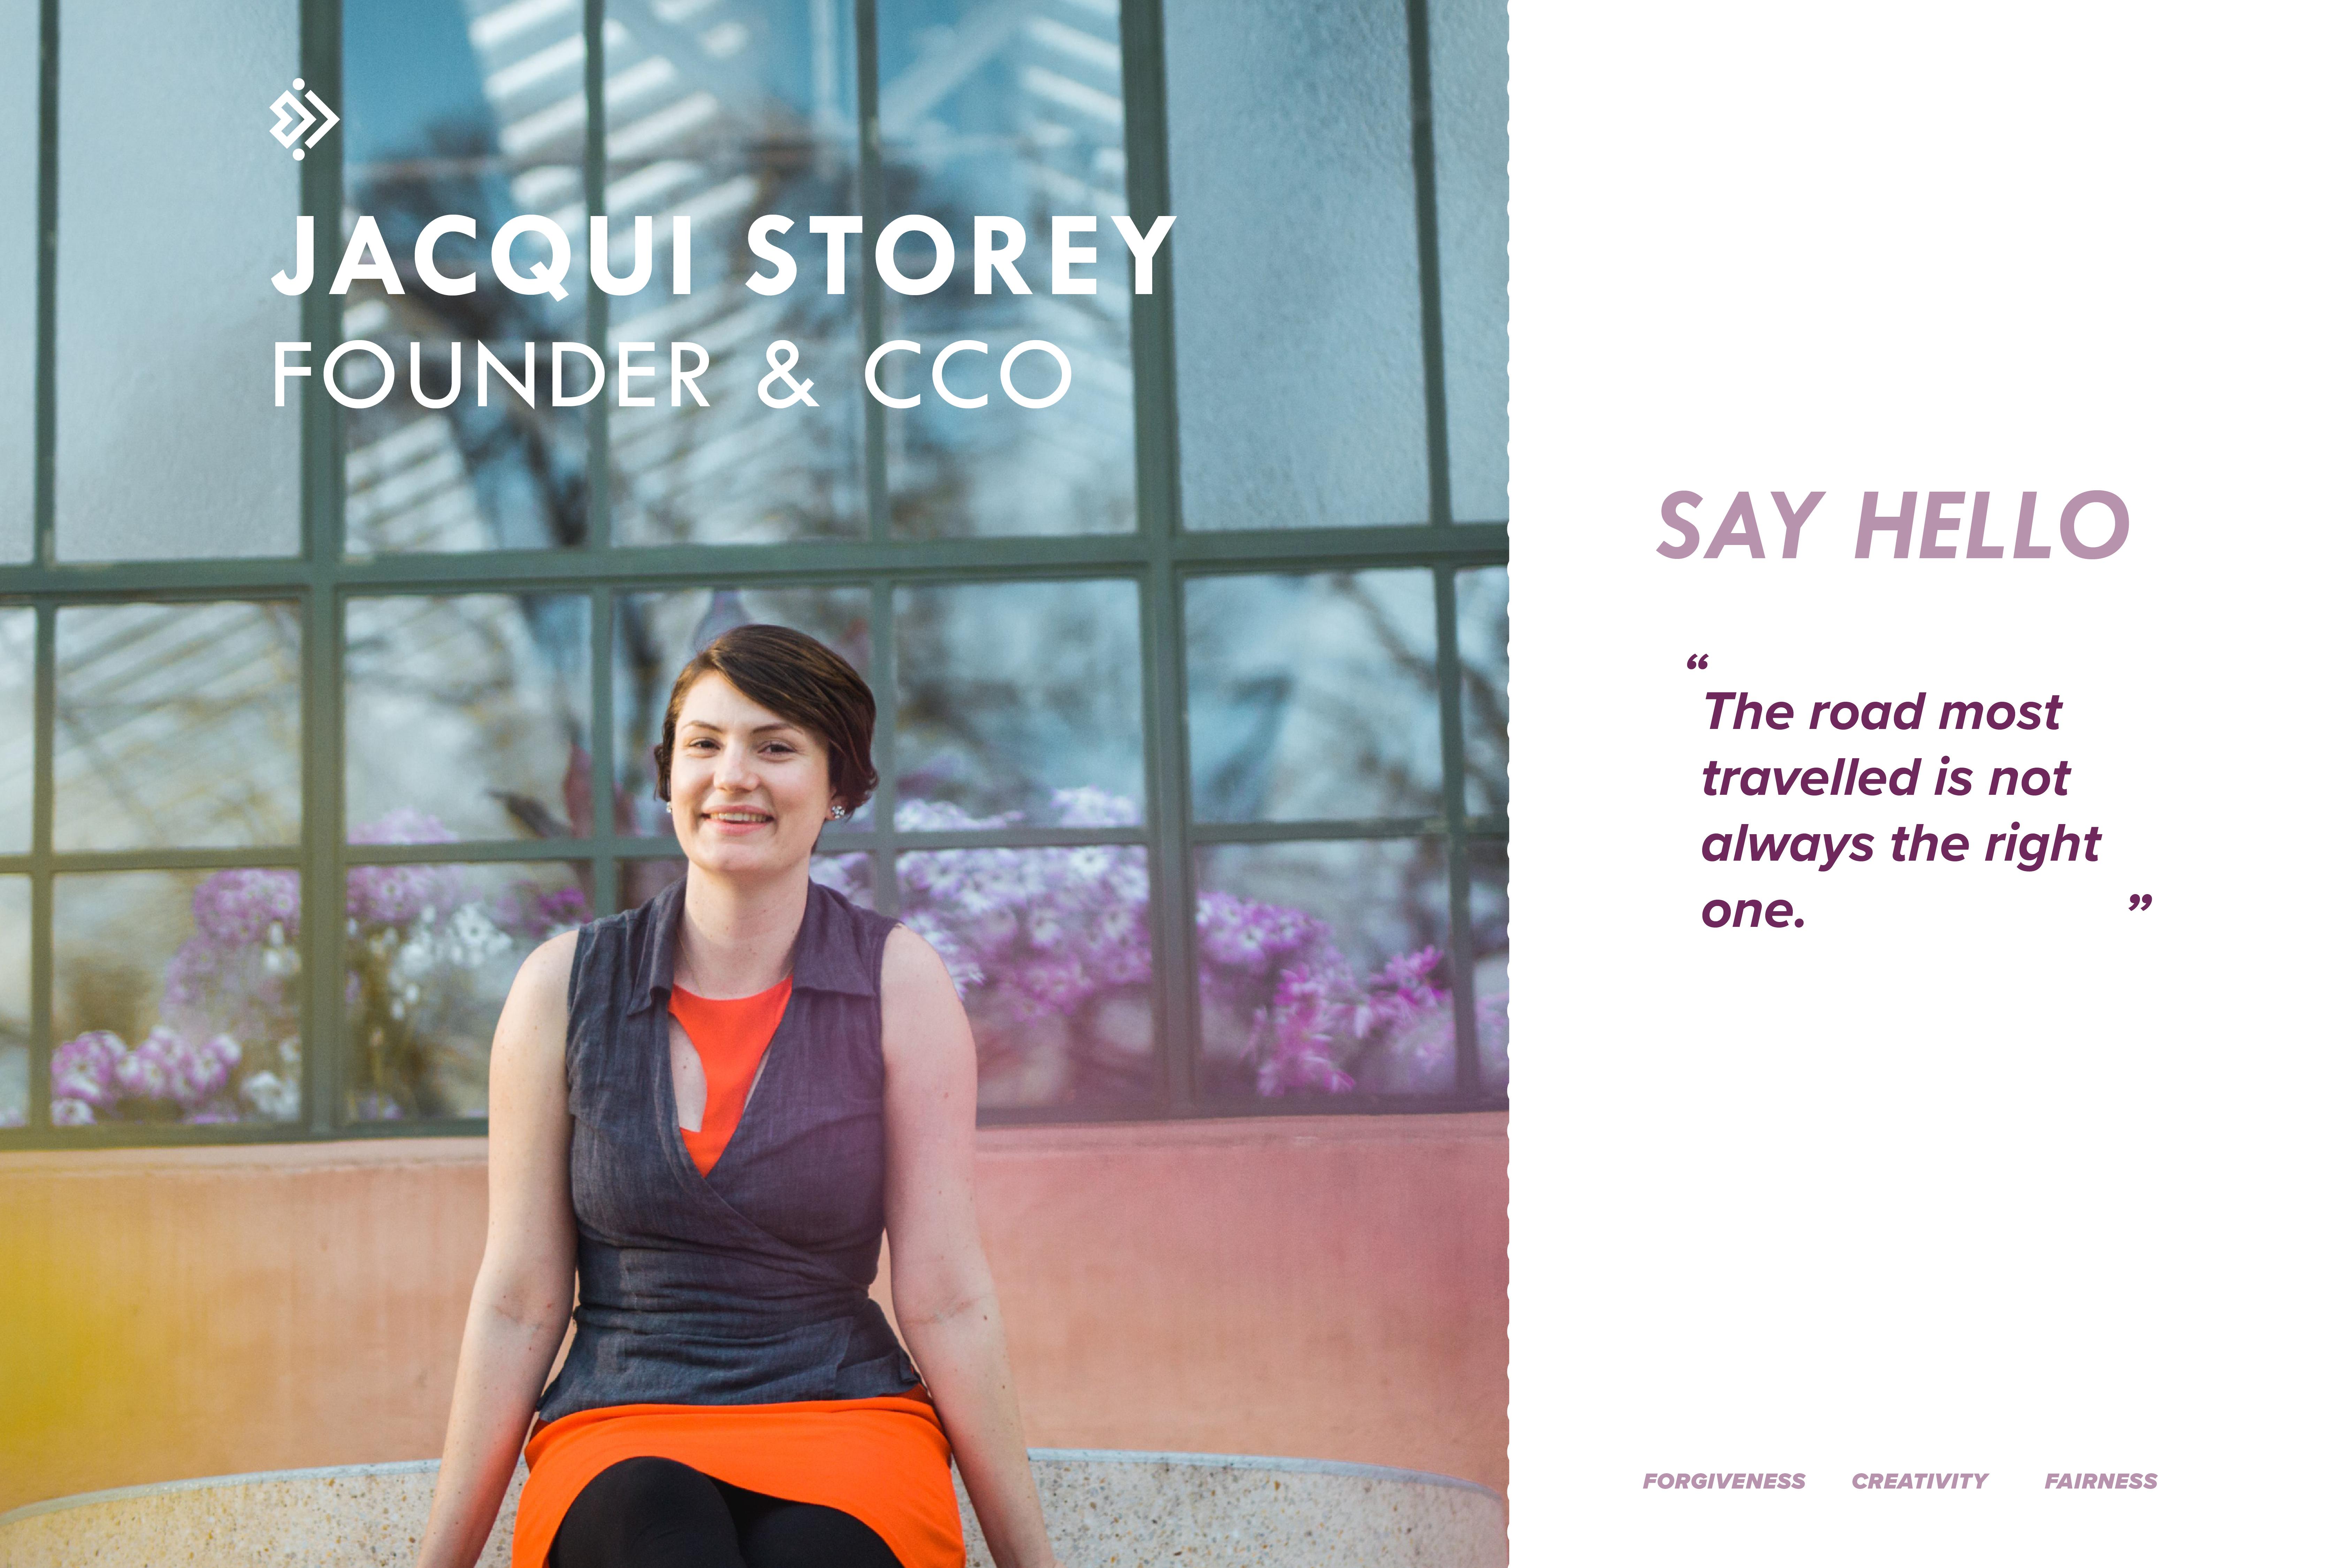 JACQUI STOREY
FOUNDER & CCO
SAY HELLO
“
The road most
travelled is not
always the right
one. ”
FORGIVENESS CREATIVITY FAIRNESS